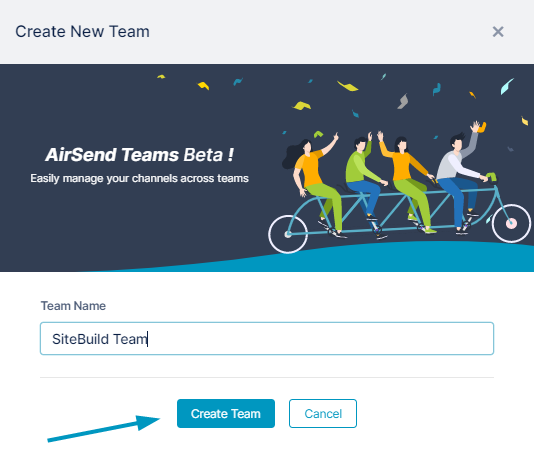 Create New Team
AirSend Teams Beta !
Easily manage your channels across teams
Team Name
SiteBuild Team
Create Team
Cancel